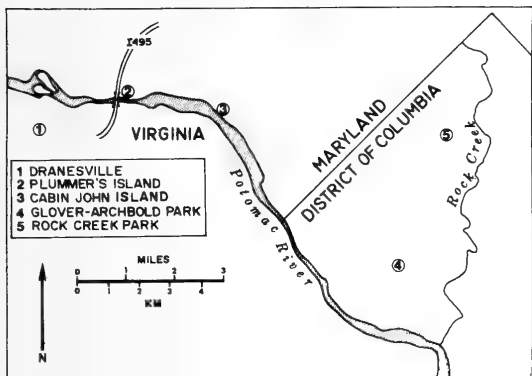 I495
②
③
①
VIRGINIA
MARYLAND
DISTRICT OF COLUMBIA
⑤
Rock Creek
1 DRANESVILLE
2 PLUMMER'S ISLAND
3 CABIN JOHN ISLAND
4 GLOVER-ARCHBOLD PARK
5 ROCK CREEK PARK
Potomac River
④
MILES
0 1 2 3
0 1 2 3 4
KM
N